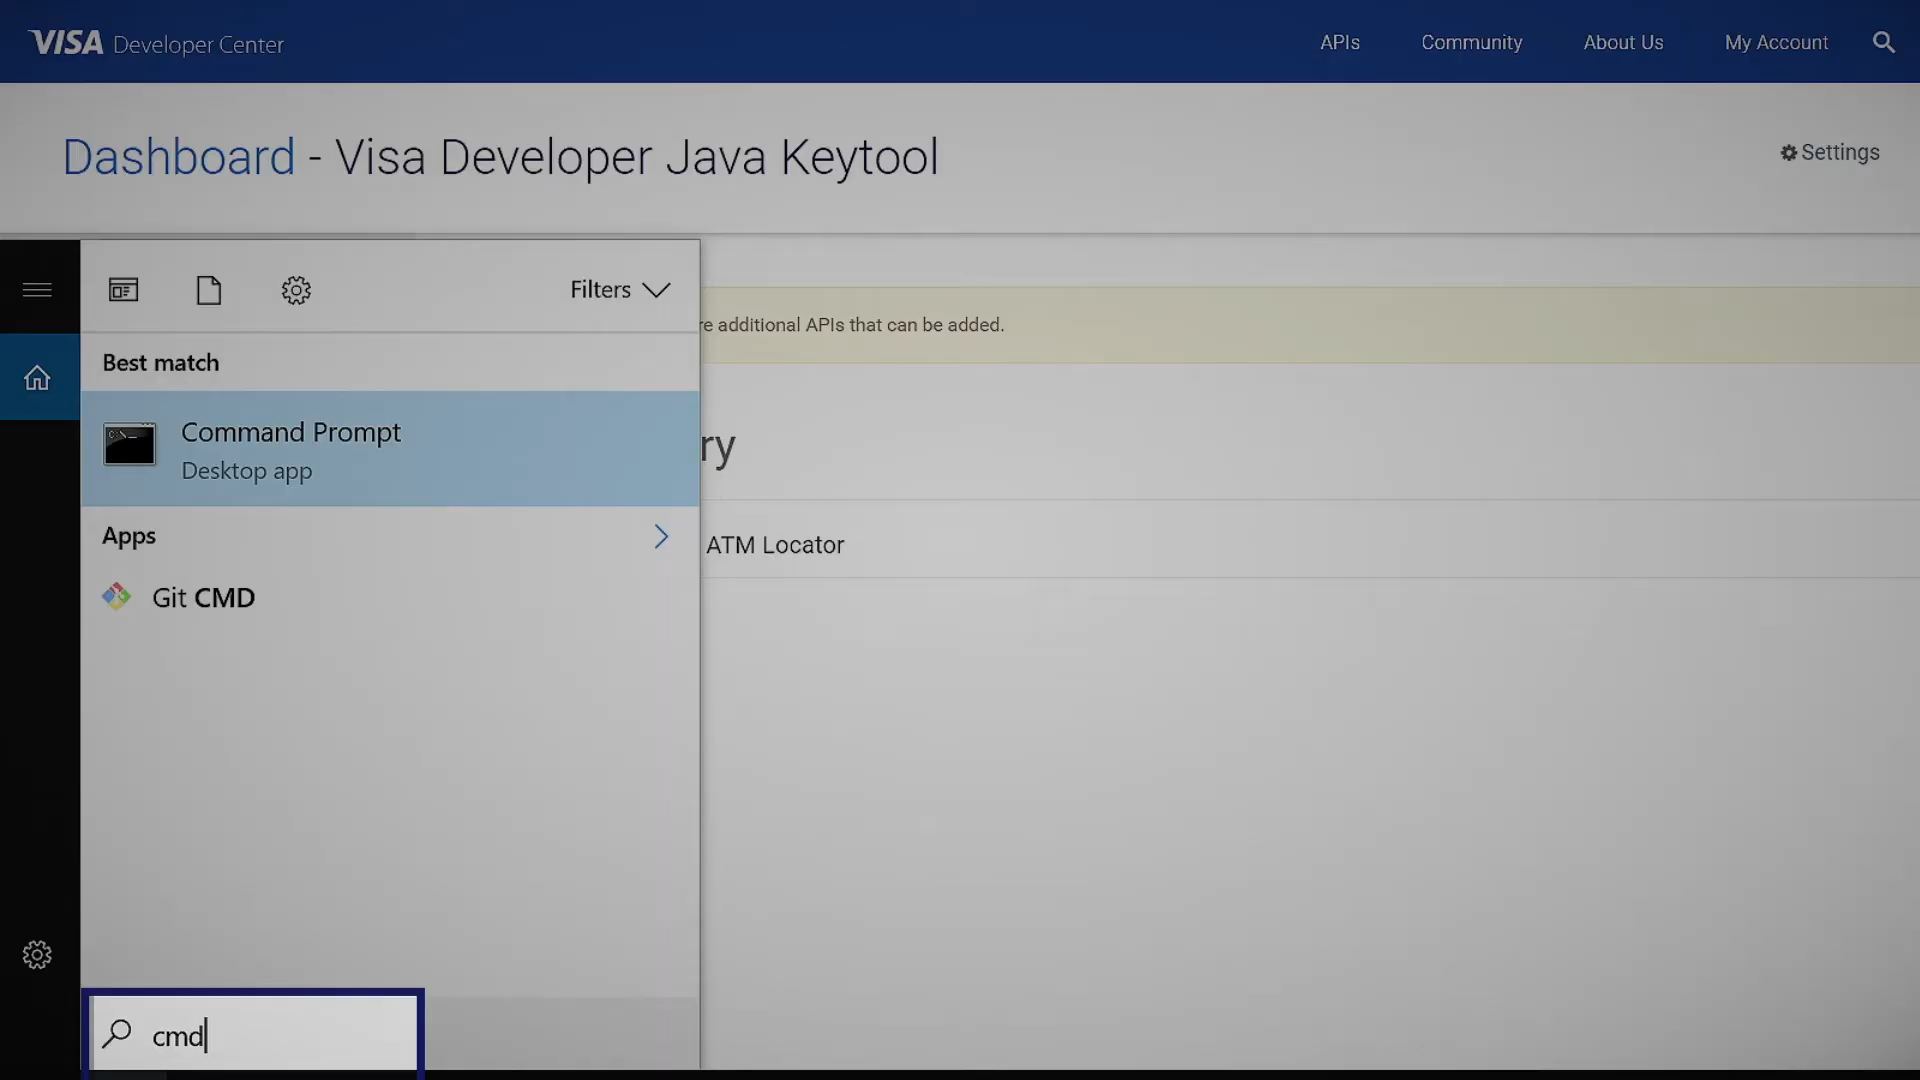 VISA Developer Center
APIs
Community
About Us
My Account
Dashboard - Visa Developer Java Keytool
Settings
Filters
re additional APIs that can be added.
Best match
Command Prompt
Desktop app
ry
Apps
ATM Locator
Git CMD
cmd